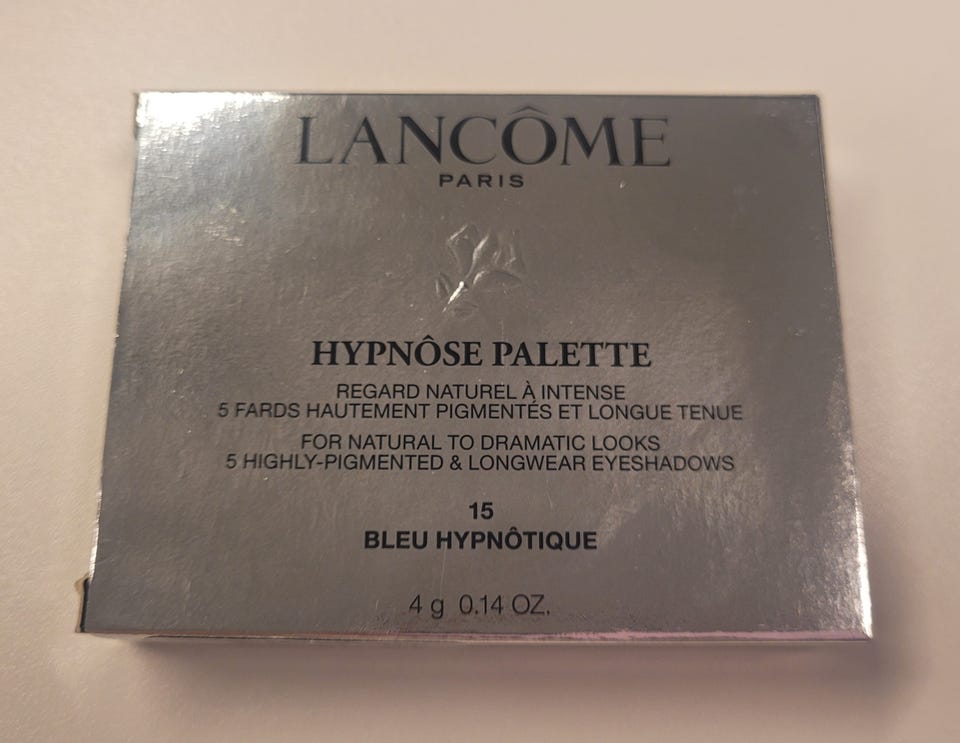 LANCÔME
PARIS
HYPNÔSE PALETTE
REGARD NATUREL À INTENSE
5 FARDS HAUTEMENT PIGMENTÉS ET LONGUE TENUE
FOR NATURAL TO DRAMATIC LOOKS
5 HIGHLY-PIGMENTED & LONGWEAR EYESHADOWS
15
BLEU HYPNÔTIQUE
4 g 0.14 OZ.